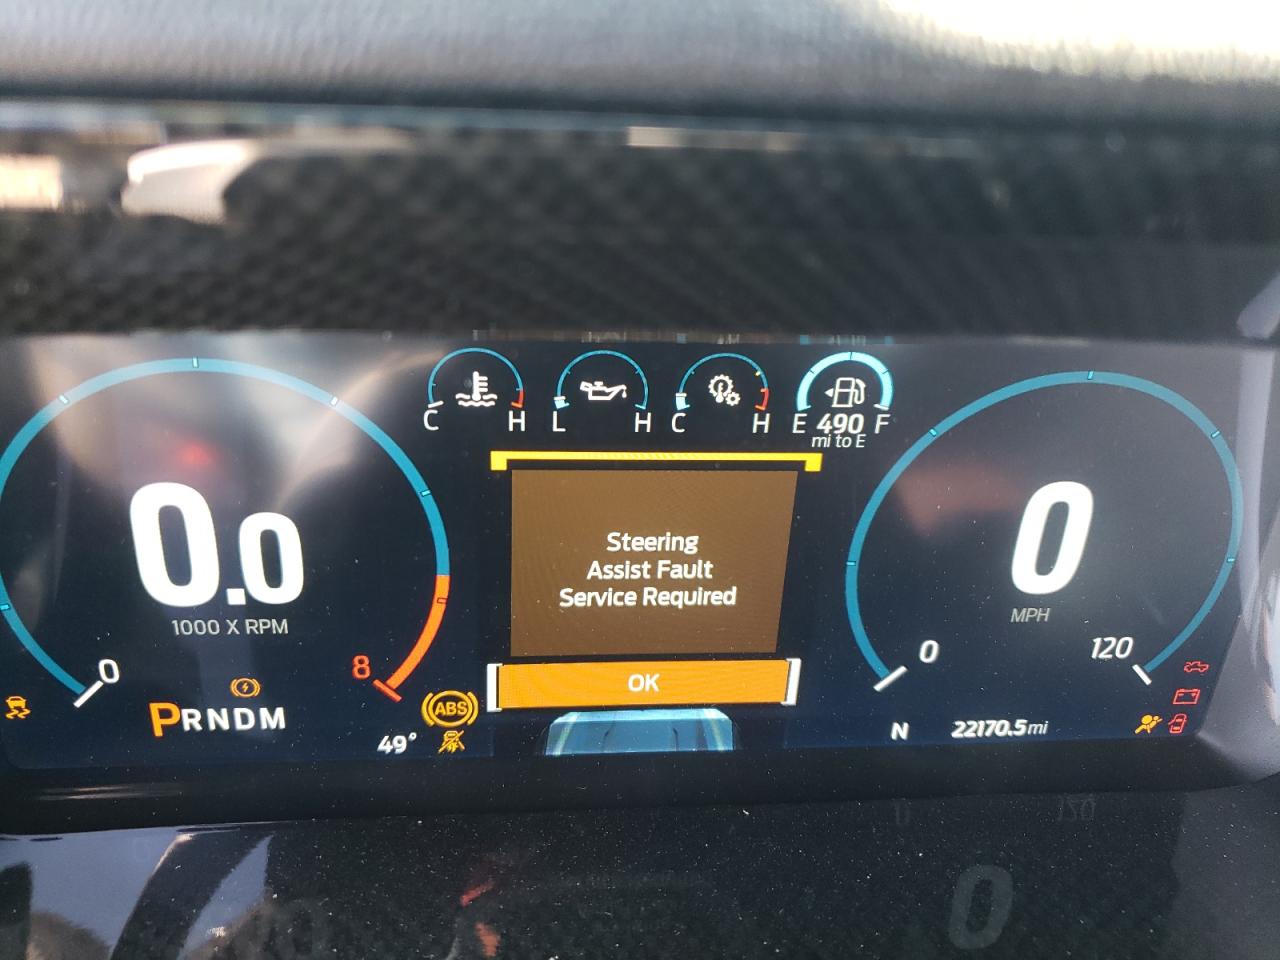 C H L H C H E 490 F
mi to E
Steering
Assist Fault
Service Required
OK
0.0
1000 X RPM
0
8
PRNDM
ABS
49°
0
MPH
0
120
N
22170.5mi